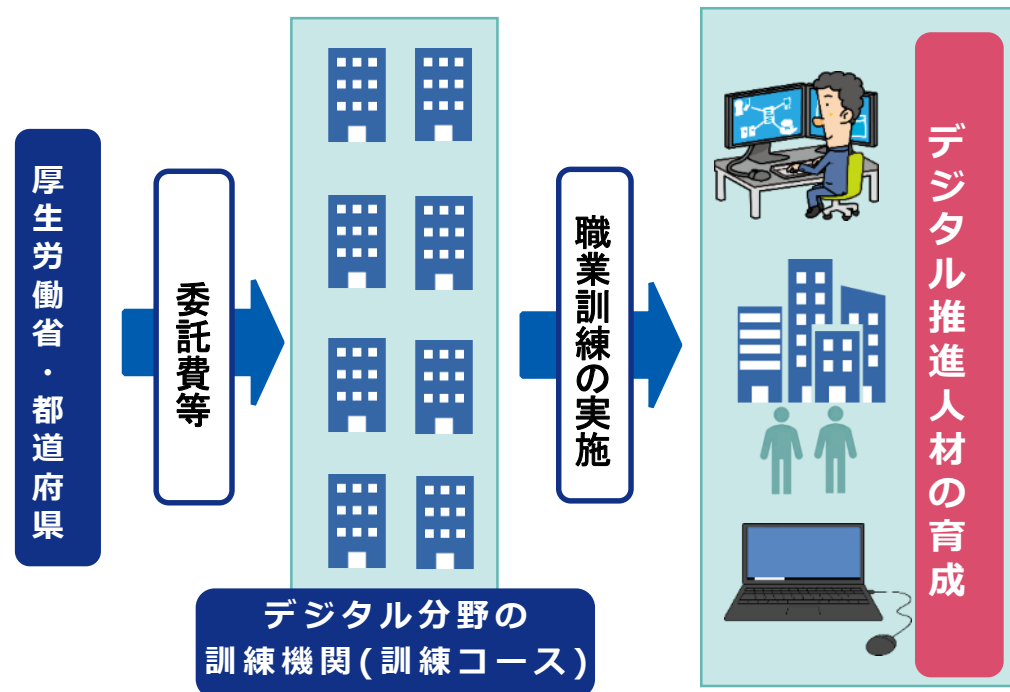 厚生労働省・都道府県
委託費等
デジタル分野の
訓練機関(訓練コース)
職業訓練の実施
デジタル推進人材の育成